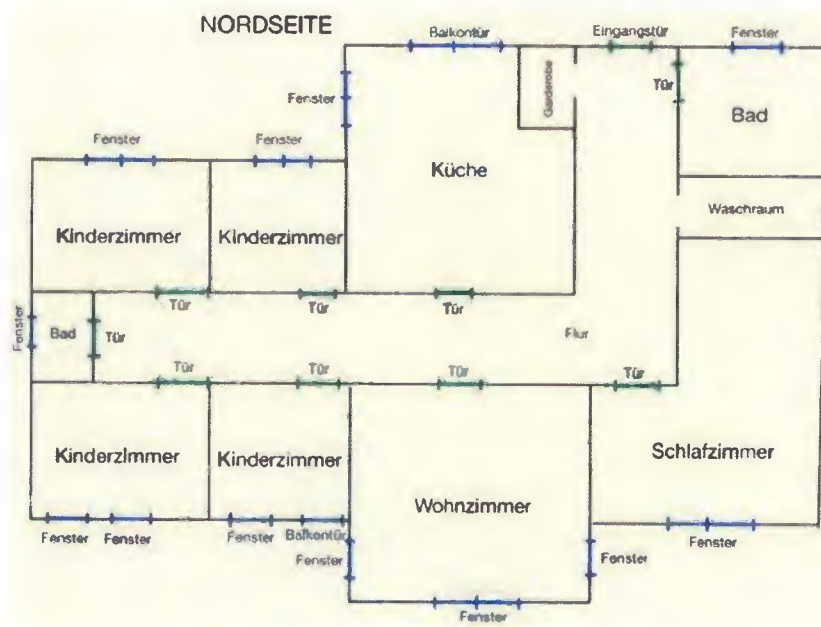 NORDSEITE
Balkontür
Eingangstür
Fenster
Fenster
Garderobe
Tür
Bad
Fenster
Fenster
Küche
Waschraum
Kinderzimmer
Kinderzimmer
Tür
Tür
Tür
Fenster
Bad
Tür
Flur
Tür
Tür
Tür
Tür
Kinderzimmer
Kinderzimmer
Wohnzimmer
Schlafzimmer
Fenster
Fenster
Fenster
Balkontür
Fenster
Fenster
Fenster
Fenster